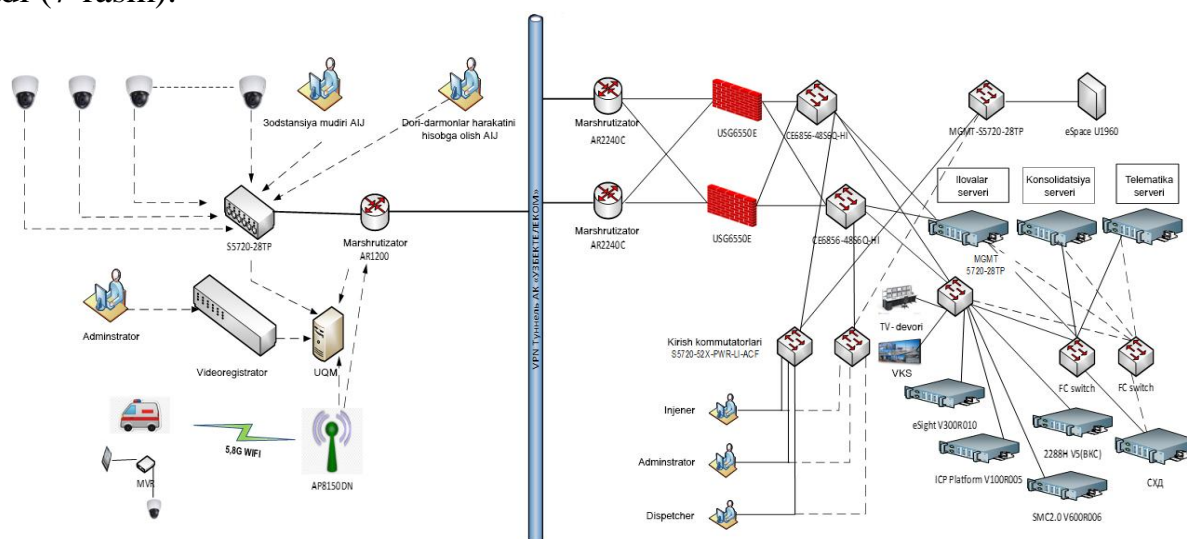 (7-rasm).
Зodstansiya mudiri AIJ
Dori-darmonlar harakatini
hisobga olish AIJ
S5720-28TP
Marshrutizator
AR1200
Adminstrator
Videoregistrator
UQM
5,8G WIFI
MVR
AP8150DN
VPN Туннель АК «УЗБЕКТЕЛЕКОМ»
Marshrutizator
AR2240C
Marshrutizator
AR2240C
USG6550E
USG6550E
CE6856-48S6Q-HI
CE6856-48S6Q-HI
MGMT-S5720-28TP
eSpace U1960
Ilovalar
serveri
Konsolidatsiya
serveri
Telematika
serveri
MGMT
5720-28TP
TV-devori
VKS
Kirish kommutatorlari
S5720-52X-PWR-LI-ACF
FC switch
FC switch
Injener
Adminstrator
Dispetcher
eSight V300R010
ICP Platform V100R005
2288H V5(ВКС)
SMC2.0 V600R006
СХД